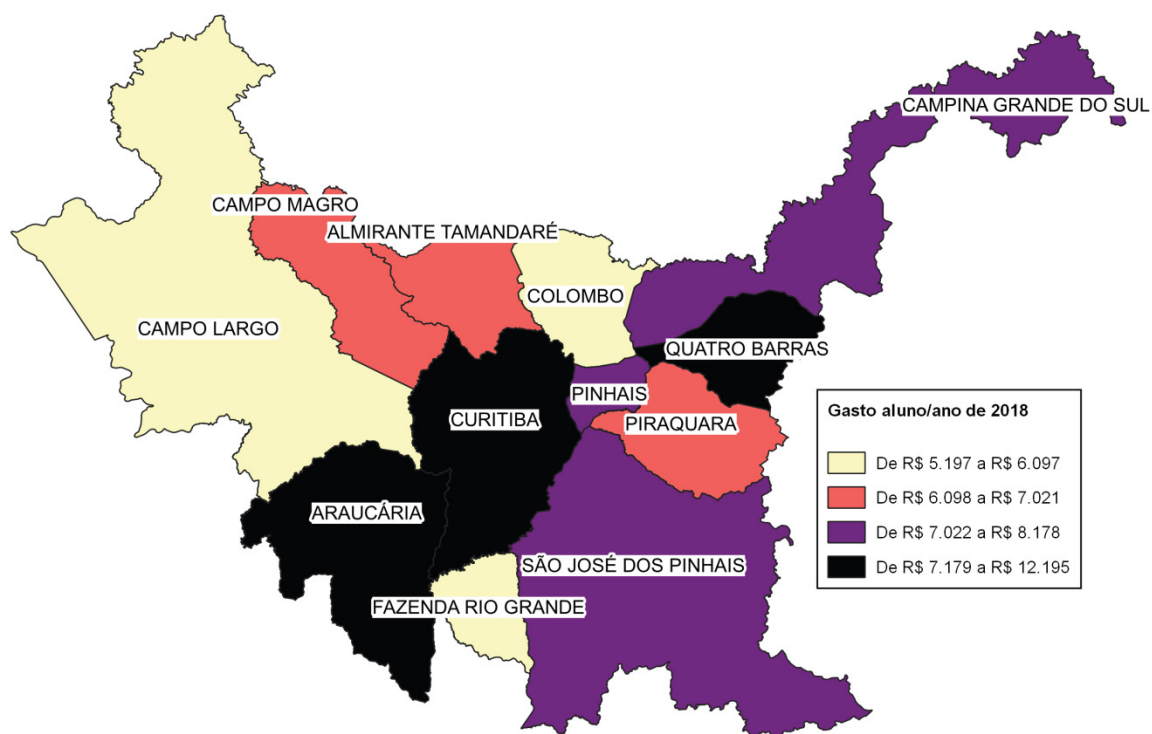 CAMPINA GRANDE DO SUL
CAMPO MAGRO
ALMIRANTE TAMANDARÉ
COLOMBO
CAMPO LARGO
QUATRO BARRAS
PINHAIS
CURITIBA
PIRAQUARA
ARAUCÁRIA
SÃO JOSÉ DOS PINHAIS
FAZENDA RIO GRANDE
Gasto aluno/ano de 2018
De R$ 5.197 a R$ 6.097
De R$ 6.098 a R$ 7.021
De R$ 7.022 a R$ 8.178
De R$ 7.179 a R$ 12.195